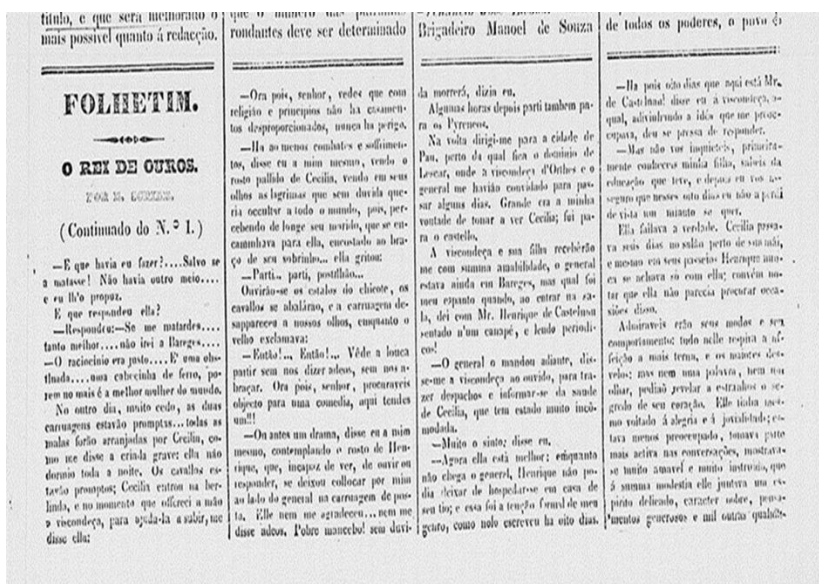 titulo, e que será melhorado o
mais possivel quanto á redacção.
FOLHETIM.
O REI DE OUROS.
(Continuado do N.º 1.)
—E que havia eu fazer?....Salvo se
a matasse! Não havia outro meio....
e eu lh'o propuz.
E que respondeu ella?
—Respondeu:—Se me matardes....
tanto melhor....não irei a Bareges....
—O raciocinio era justo....E' uma obs-
tinada....uma cabecinha de ferro, po-
rem no mais é a melhor mulher do mundo.
No outro dia, muito cedo, as duas
carruagens estavão promptas...todas as
malas forão arranjadas por Cecilia, co-
mo me disse a criada grave: ella não
dormio toda a noite. Os cavallos es-
tavão promptos; Cecilia entrou na ber-
linda, e no momento que offereci a mão
a viscondeça, para ajuda-la a subir, me
disse ella:
que o numero das patrulhas
rondantes deve ser determinado
—Ora pois, senhor, vedes que com
religião e principios não ha casamen-
tos desproporcionados, nunca ha perigo.
—Ha ao menos combates e soffrimen-
tos, disse eu a mim mesmo, vendo o
rosto pallido de Cecilia, vendo em seus
olhos as lagrimas que sem duvida que-
ria occultar a todo o mundo, pois, per-
cebendo de longe seu marido, que se en-
caminhava para ella, encostado ao bra-
ço de seu sobrinho... ella gritou:
—Parti... parti, postilhão...
Ouvirão-se os estalos do chicote, os
cavallos se abalárão, e a carruagem de-
sappareceu a nossos olhos, emquanto o
velho exclamava:
—Então!... Então!... Vêde a louca
partir sem nos dizer adeos, sem nos a-
braçar. Ora pois, senhor, procuraveis
objecto para uma comedia, aqui tendes
um!!!
—Ou antes um drama, disse eu a mim
mesmo, contemplando o rosto de Hen-
rique, que, incapaz de ver, de ouvir ou
responder, se deixou collocar por mim
ao lado do general na carruagem de pos-
ta. Elle nem me agradeceu...nem me
disse adeos. Pobre mancebo! sem duvi-
Brigadeiro Manoel de Souza
da morrerá, dizia eu.
Algumas horas depois parti tambem pa-
ra os Pyreneos.
Na volta dirigi-me para a cidade de
Pau, perto da qual fica o dominio de
Lescar, onde a viscondeça d'Orthes e o
general me havião convidado para pas-
sar alguns dias. Grande era a minha
vontade de tonar a ver Cecilia; fui pa-
ra o castello.
A viscondeça e sua filha receberão
me com summa amabilidade, o general
estava ainda em Bareges, mas qual foi
meu espanto quando, ao entrar na sa-
la, dei com Mr. Henrique de Castelnau
sentado n'um canapé, e lendo periodi-
cos!
—O general o mandou adiante, dis-
se-me a viscondeça ao ouvido, para tra-
zer despachos e informar-se da saude
de Cecilia, que tem estado muito incô-
modada.
—Muito o sinto; disse eu.
—Agora ella está melhor: emquanto
não chega o general, Henrique não po-
dia deixar de hospedar-se em casa de
seu tio; e essa foi a tenção formal de meu
genro, como nolo escreveu ha oito dias.
de todos os poderes, o povo é
—Ha pois oito dias que aqui está Mr.
de Castelnau! disse eu á viscondeça, a
qual, adivinhando a idéa que me preoc-
cupava, deu se pressa de responder.
—Mas não vos inquieteis, primeira-
mente conheceis minha filha, sabeis da
educação que teve, e depois eu vos as-
seguro que nesses oito dias eu não a perdi
de vista um minuto se quer.
Ella fallava a verdade. Cecilia passa-
va seus dias no salão perto de sua mãi,
e mesmo em seus passeios Henrique nun-
ca se achava só com ella; convém no-
tar que ella não parecia procurar occa-
siões disso.
Admiraveis erão seus modos e seu
comportamento: todo nelle respira a af-
feição a mais terna, e os maiores des-
velos; mas nem uma palavra, nem um
olhar, podião revelar a estranhos o se-
gredo de seu coração. Elle tinha mes-
mo voltado á alegria e á jovialidade; es-
tava menos preoccupado, tomava parte
mais activa nas conversações, mostrava-
se muito amavel e muito instruido, que
á summa modestia elle juntava um es-
pirito delicado, caracter nobre, pensa-
mentos generosos e mil outras qualida-